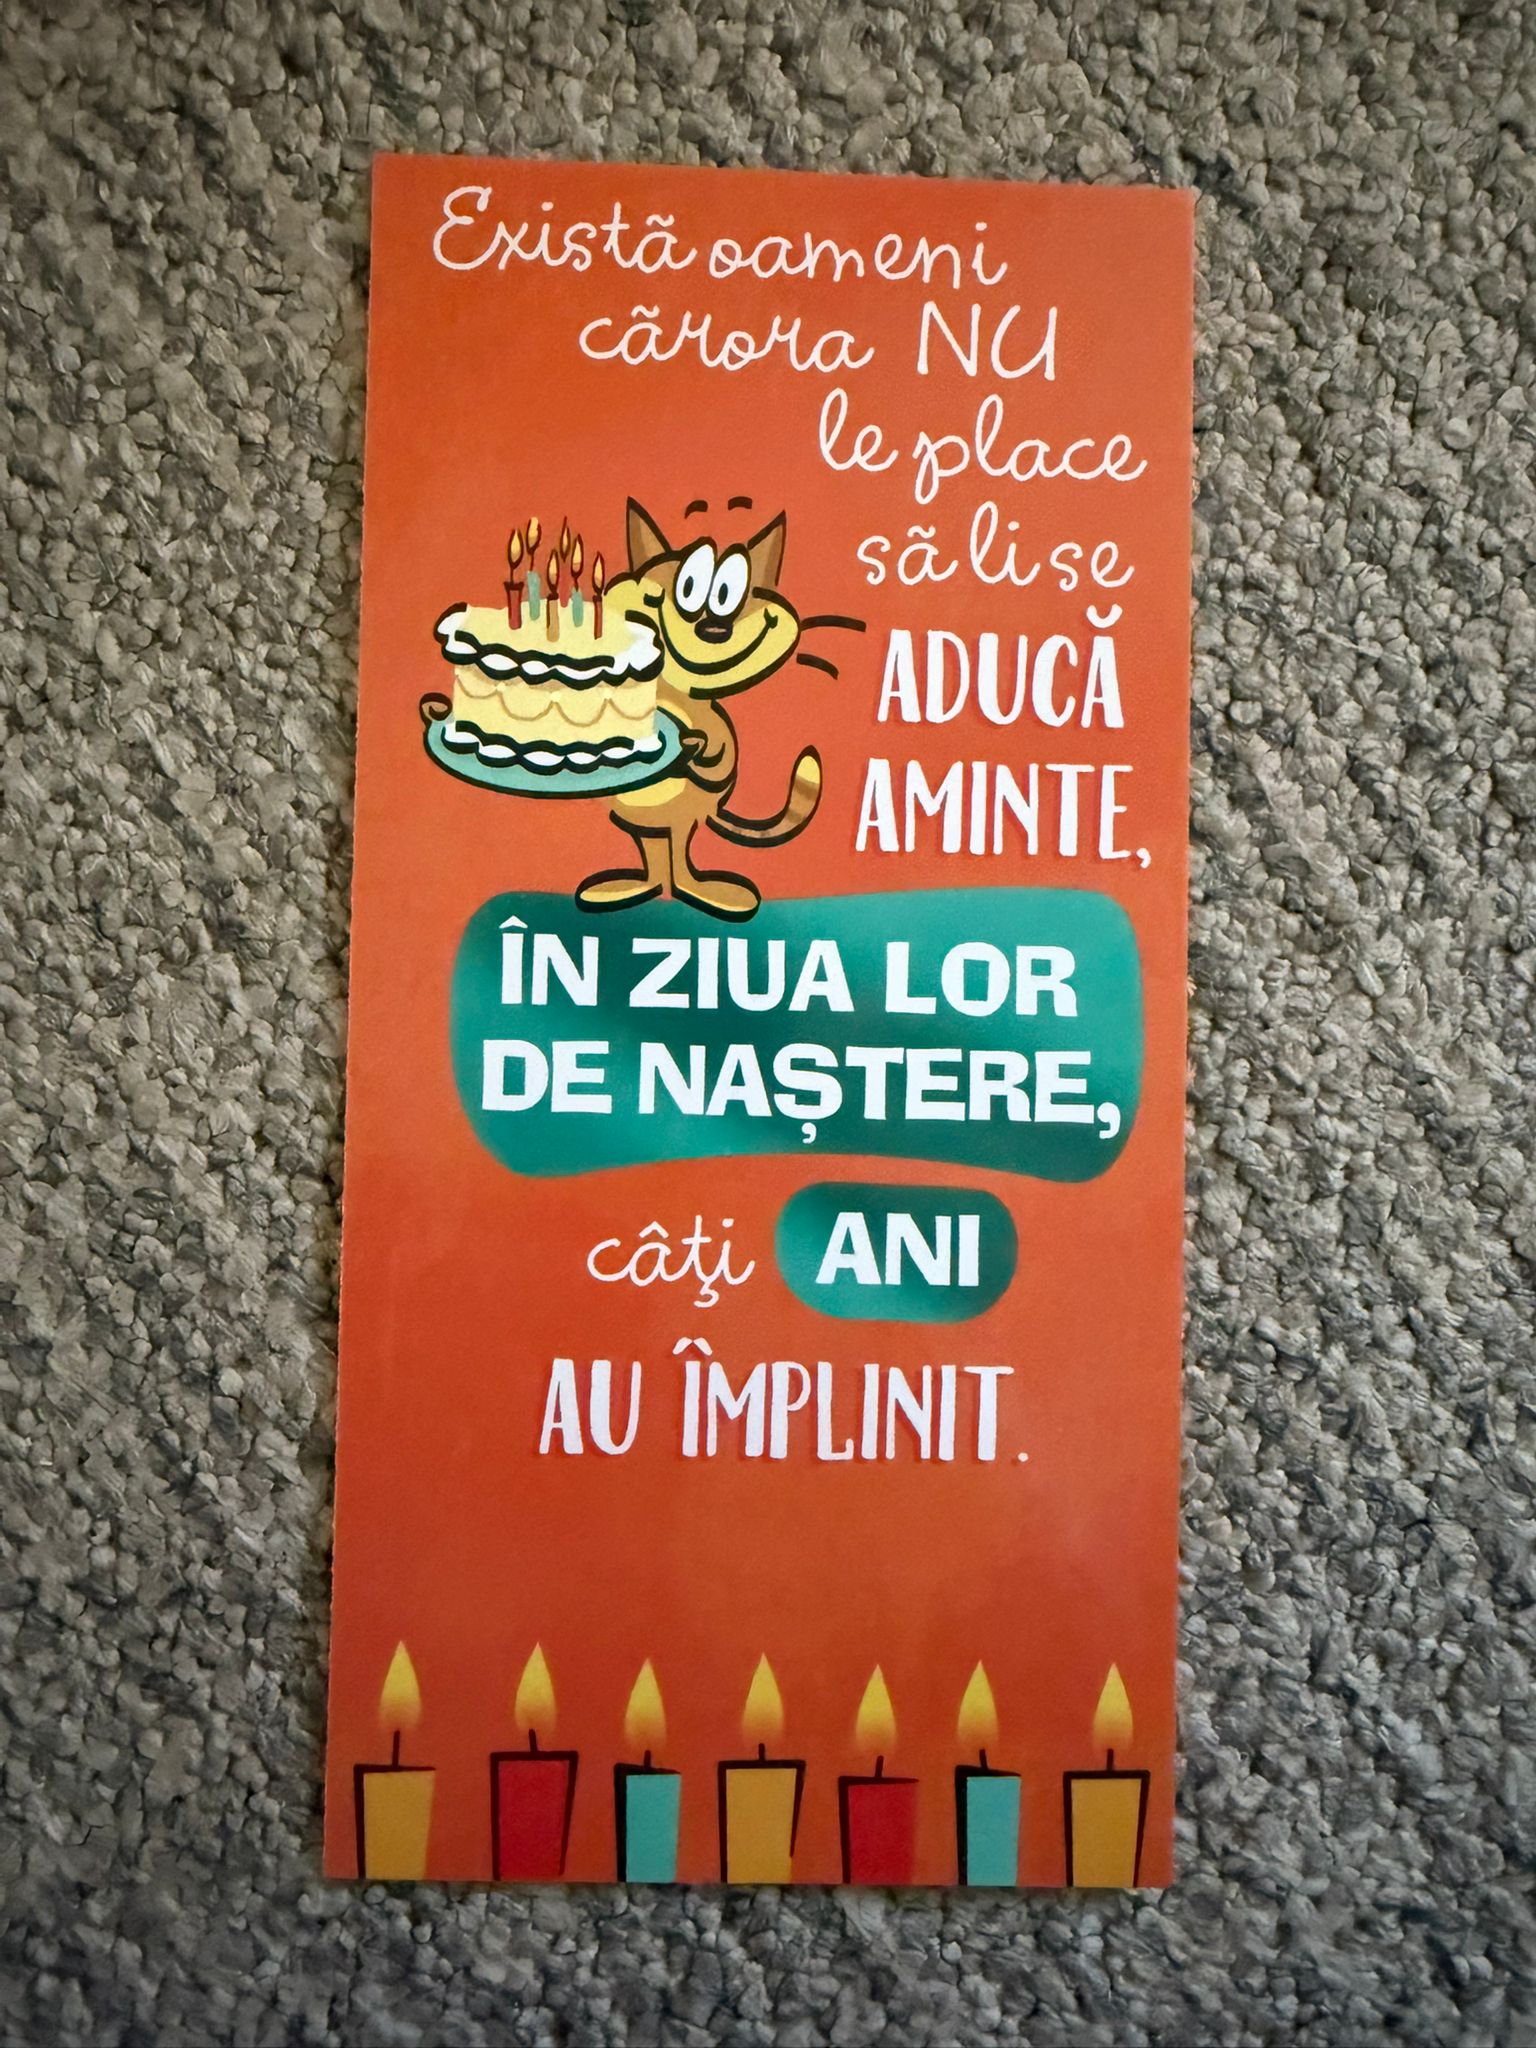 Există oameni
cărora NU
le place
să li se
ADUCĂ
AMINTE,
ÎN ZIUA LOR
DE NAȘTERE,
câţi ANI
AU ÎMPLINIT.